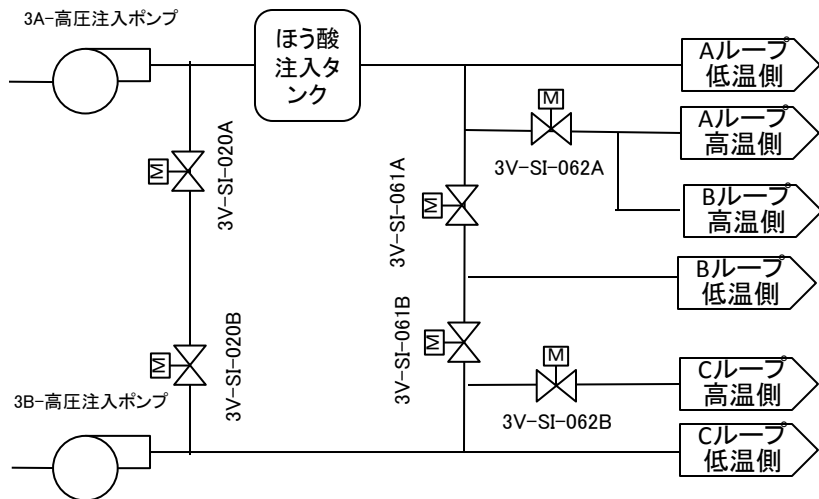 3A-高圧注入ポンプ
ほう酸
注入タ
ンク
Aループ
低温側
M
Aループ
高温側
3V-SI-062A
M
3V-SI-020A
M
3V-SI-061A
Bループ
高温側
Bループ
低温側
M
3V-SI-020B
M
3V-SI-061B
M
3V-SI-062B
Cループ
高温側
3B-高圧注入ポンプ
Cループ
低温側